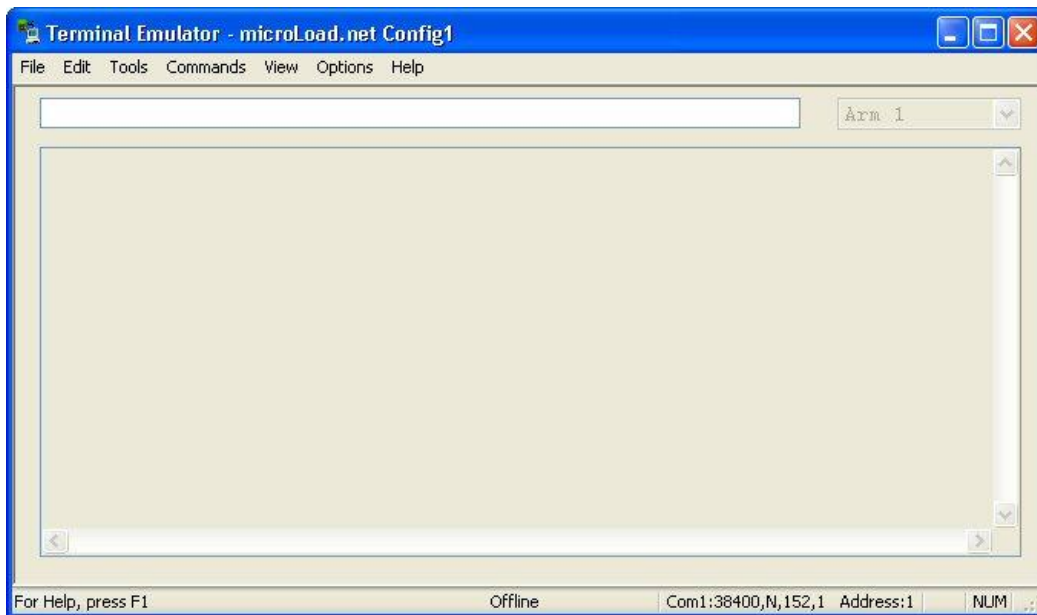 Terminal Emulator - microLoad.net Config1
File Edit Tools Commands View Options Help
Arm 1
For Help, press F1 Offline Com1:38400,N,152,1 Address:1 NUM